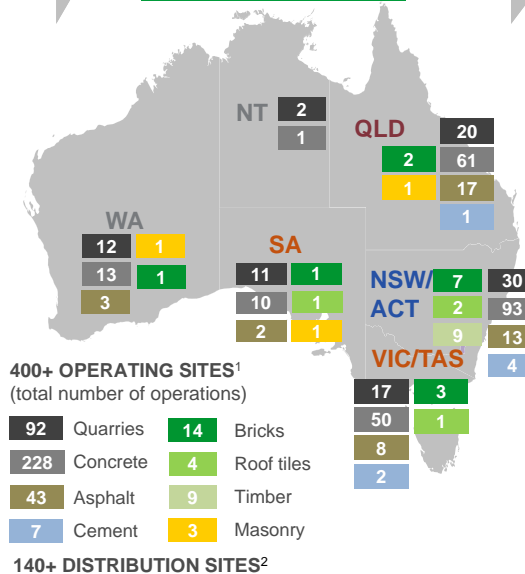 NT
2
1
QLD
20
2
61
1
17
1
WA
12
1
13
1
3
SA
11
1
10
1
2
1
NSW/
ACT
7
30
2
93
9
13
4
VIC/TAS
17
3
50
1
8
2
400+ OPERATING SITES¹
(total number of operations)
92 Quarries 14 Bricks
228 Concrete 4 Roof tiles
43 Asphalt 9 Timber
7 Cement 3 Masonry
140+ DISTRIBUTION SITES²